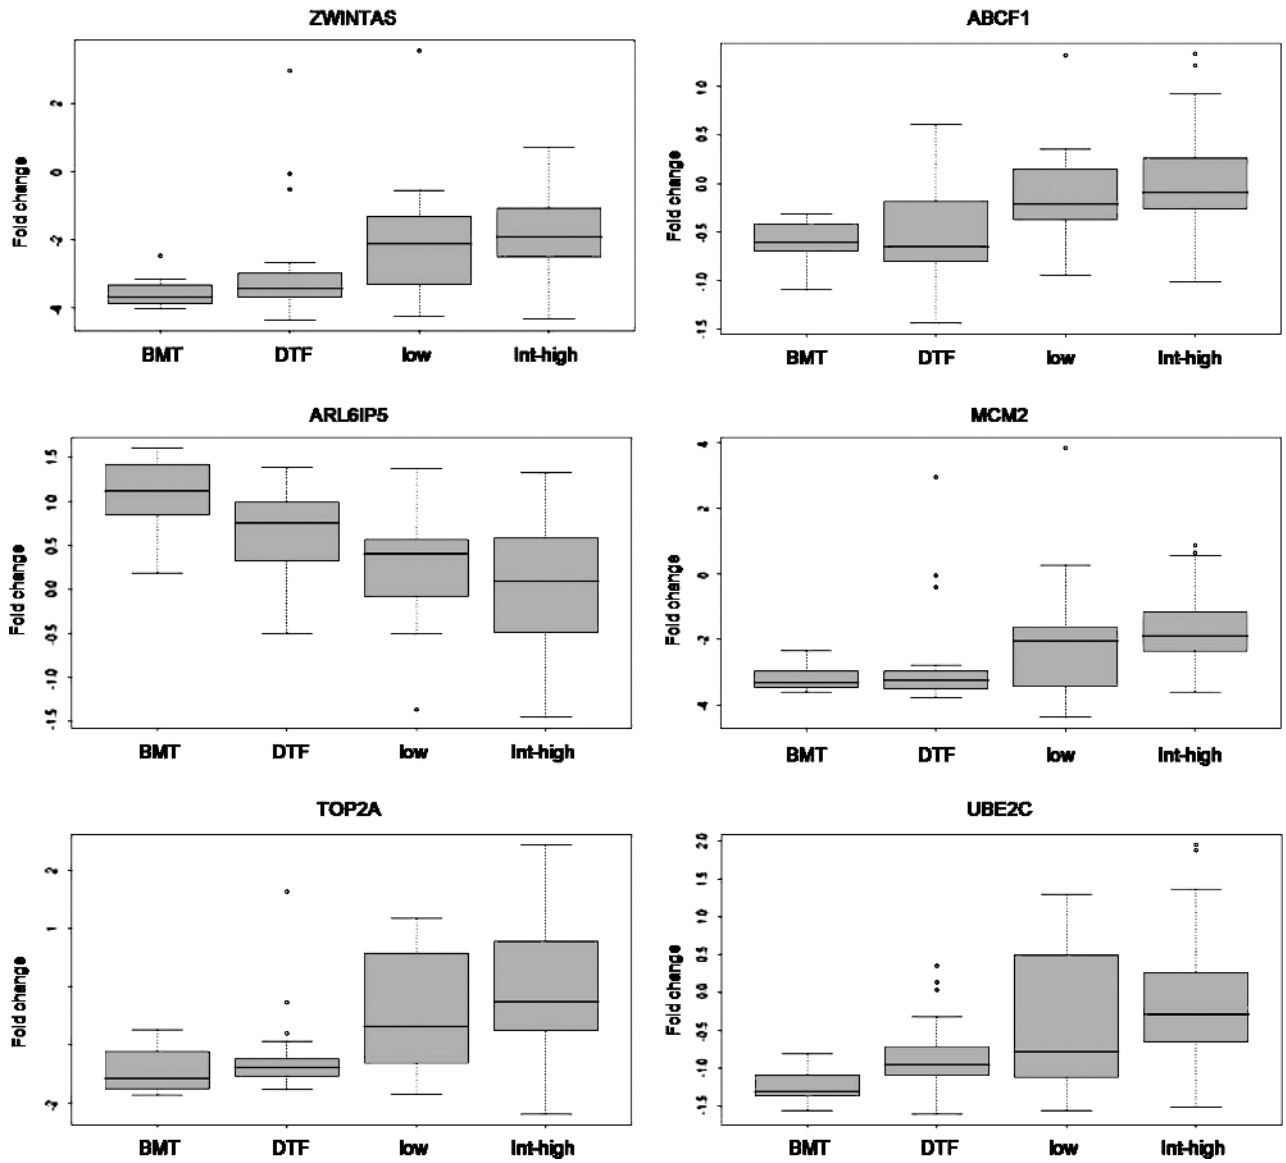 ZWINTAS
Fold change
2
0
-2
-4
BMT DTF low Int-high
ABCF1
Fold change
1.0
0.5
0.0
-0.5
-1.0
-1.5
BMT DTF low Int-high
ARL6IP5
Fold change
1.5
1.0
0.5
0.0
-0.5
-1.0
-1.5
BMT DTF low Int-high
MCM2
Fold change
4
2
0
-2
-4
BMT DTF low Int-high
TOP2A
Fold change
2
1
-2
BMT DTF low Int-high
UBE2C
Fold change
2.0
1.5
1.0
0.5
0.0
-0.5
-1.0
-1.5
BMT DTF low Int-high